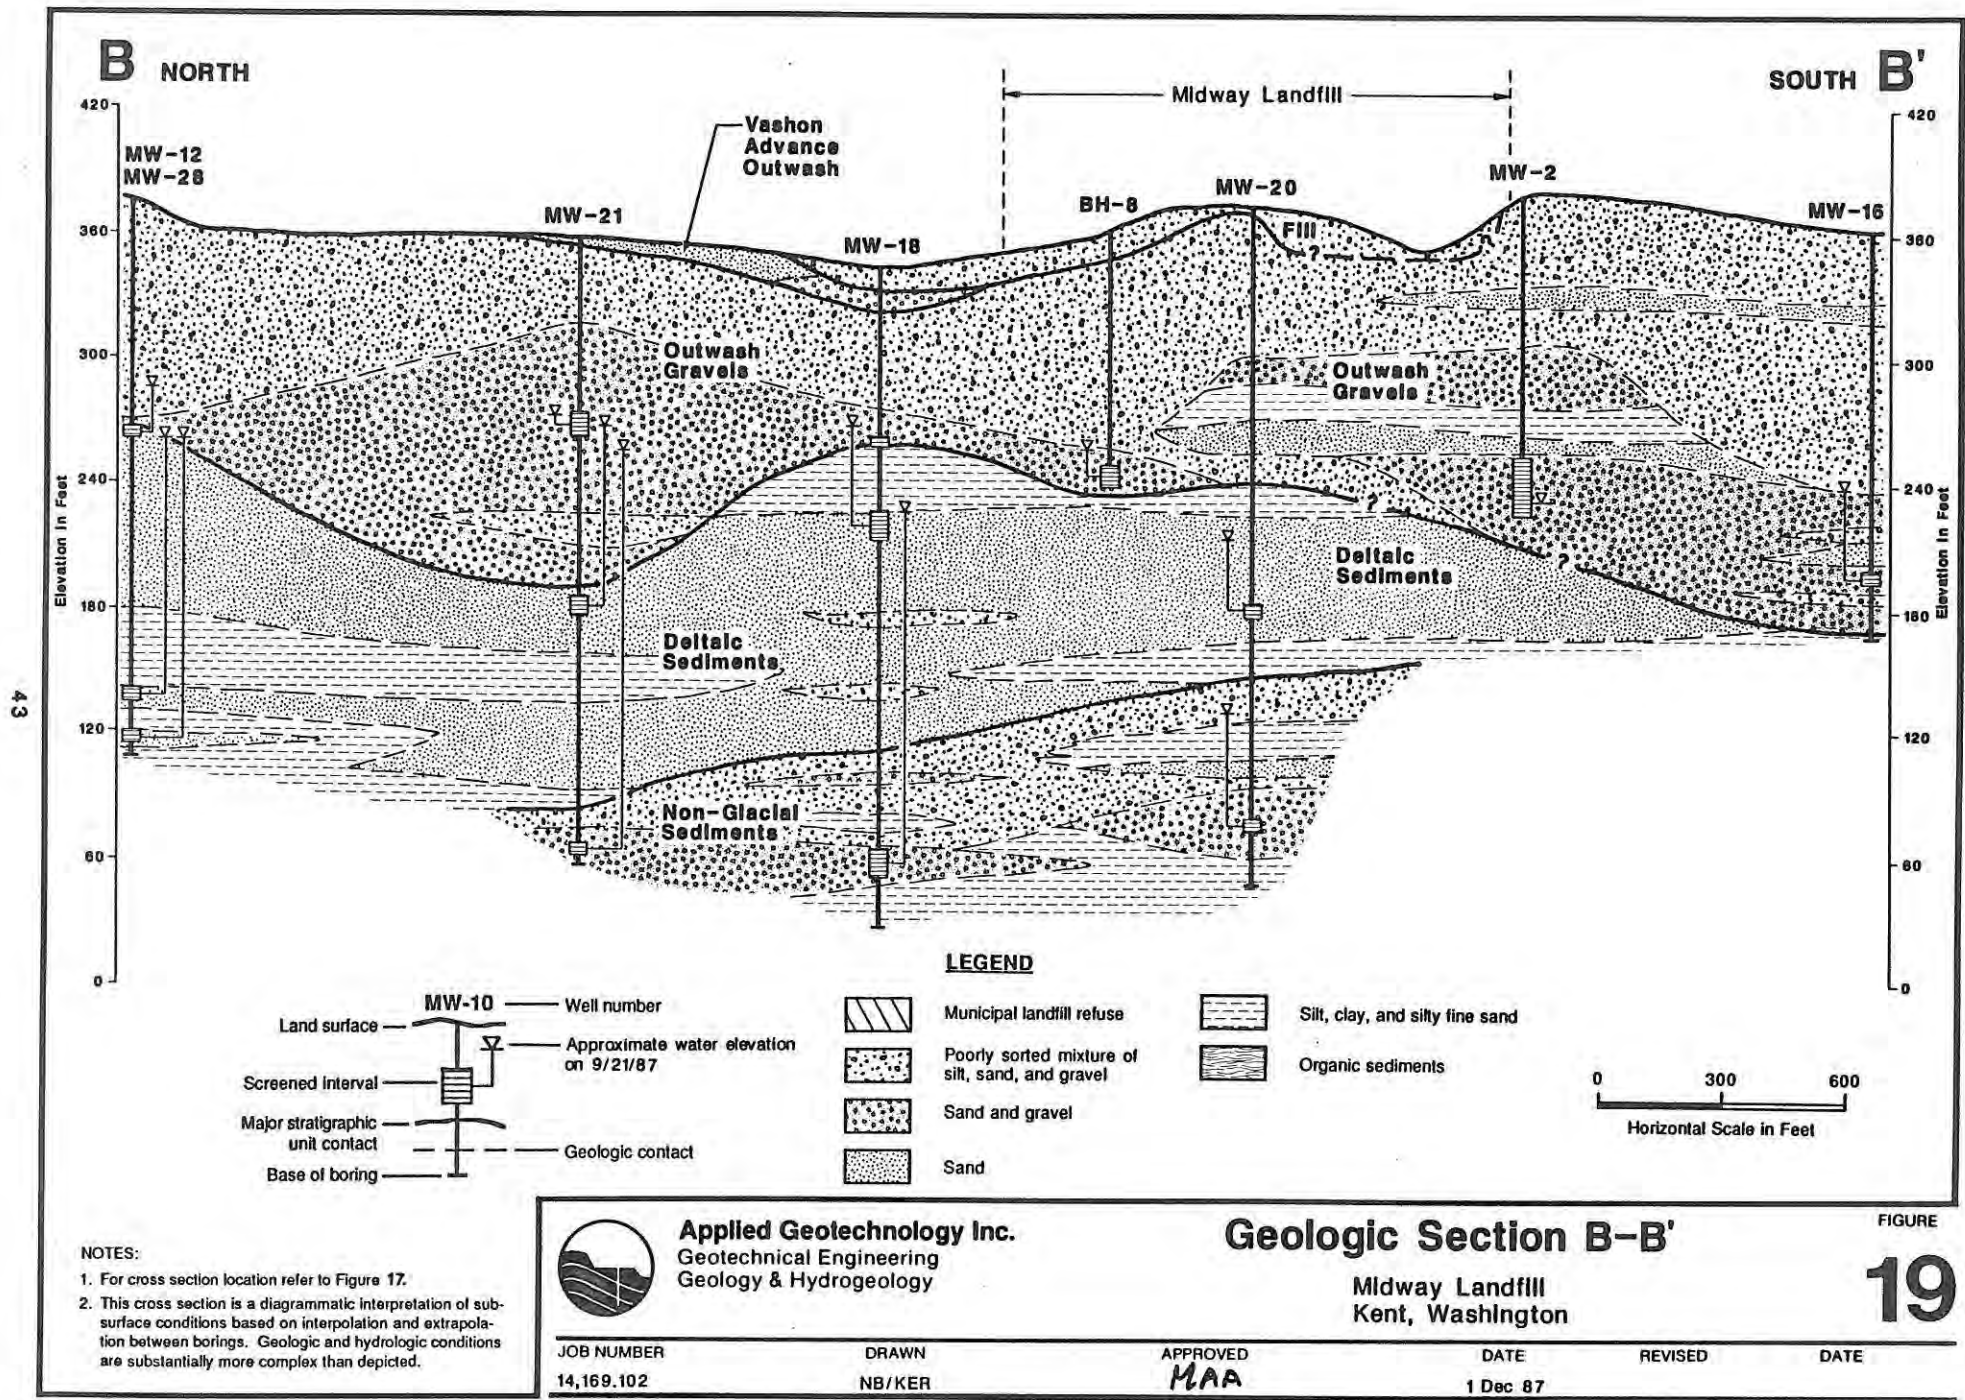 B NORTH
SOUTH B'
Midway Landfill
420
420
Vashon
Advance
Outwash
MW-12
MW-28
MW-21
MW-18
BH-8
MW-20
MW-2
MW-16
Fill
?
?
360
360
Outwash
Gravels
Outwash
Gravels
300
300
240
240
Elevation In Feet
Elevation In Feet
?
?
?
Deltaic
Sediments
Deltaic
Sediments
180
180
120
120
Non-Glacial
Sediments
60
60
0
0
43
LEGEND
MW-10
Well number
Land surface
Approximate water elevation
on 9/21/87
Screened interval
Major stratigraphic
unit contact
Geologic contact
Base of boring
Municipal landfill refuse
Poorly sorted mixture of
silt, sand, and gravel
Sand and gravel
Sand
Silt, clay, and silty fine sand
Organic sediments
0 300 600
Horizontal Scale in Feet
NOTES:
1. For cross section location refer to Figure 17.
2. This cross section is a diagrammatic interpretation of sub-
surface conditions based on interpolation and extrapola-
tion between borings. Geologic and hydrologic conditions
are substantially more complex than depicted.
Applied Geotechnology Inc.
Geotechnical Engineering
Geology & Hydrogeology
Geologic Section B-B'
Midway Landfill
Kent, Washington
FIGURE
19
JOB NUMBER DRAWN APPROVED DATE REVISED DATE
14,169.102 NB/KER MAA 1 Dec 87